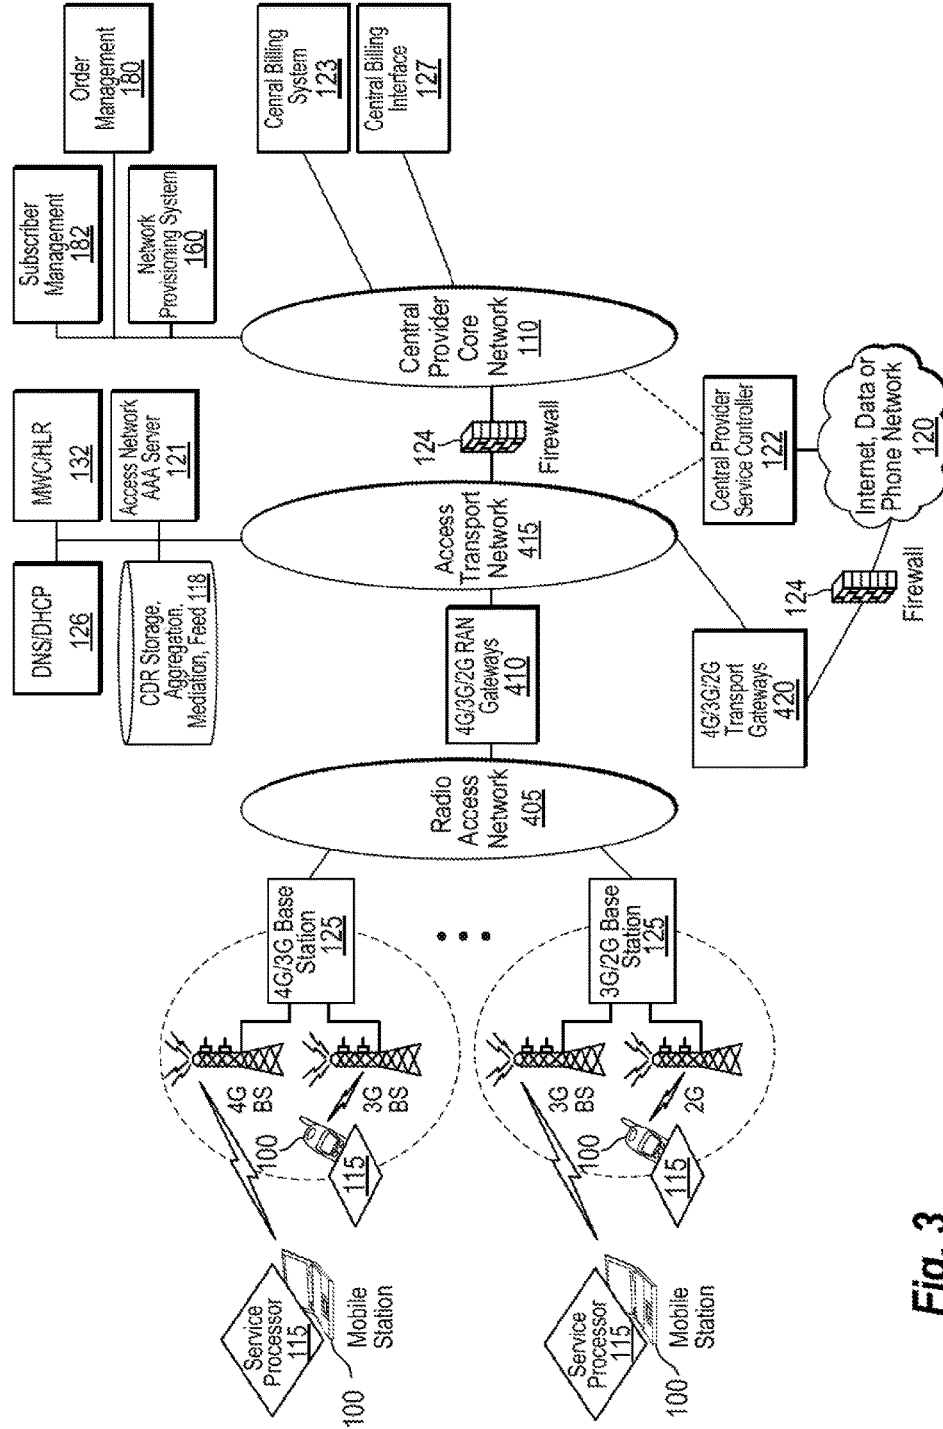 Service
Processor
115
100
Mobile
Station
4G
BS
100
3G
BS
115
4G/3G Base
Station
125
Service
Processor
115
100
Mobile
Station
3G
BS
100
2G
115
3G/2G Base
Station
125
Radio
Access
Network
405
4G/3G/2G RAN
Gateways
410
DNS/DHCP
126
MWC/HLR
132
CDR Storage,
Aggregation,
Mediation, Feed 118
Access Network
AAA Server
121
Access
Transport
Network
415
4G/3G/2G
Transport
Gateways
420
124
Firewall
124
Firewall
Central Provider
Service Controller
122
Internet, Data or
Phone Network
120
Central
Provider
Core
Network
110
Subscriber
Management
182
Order
Management
180
Network
Provisioning System
160
Cenral Billing
System
123
Central Billing
Interface
127
Fig. 3